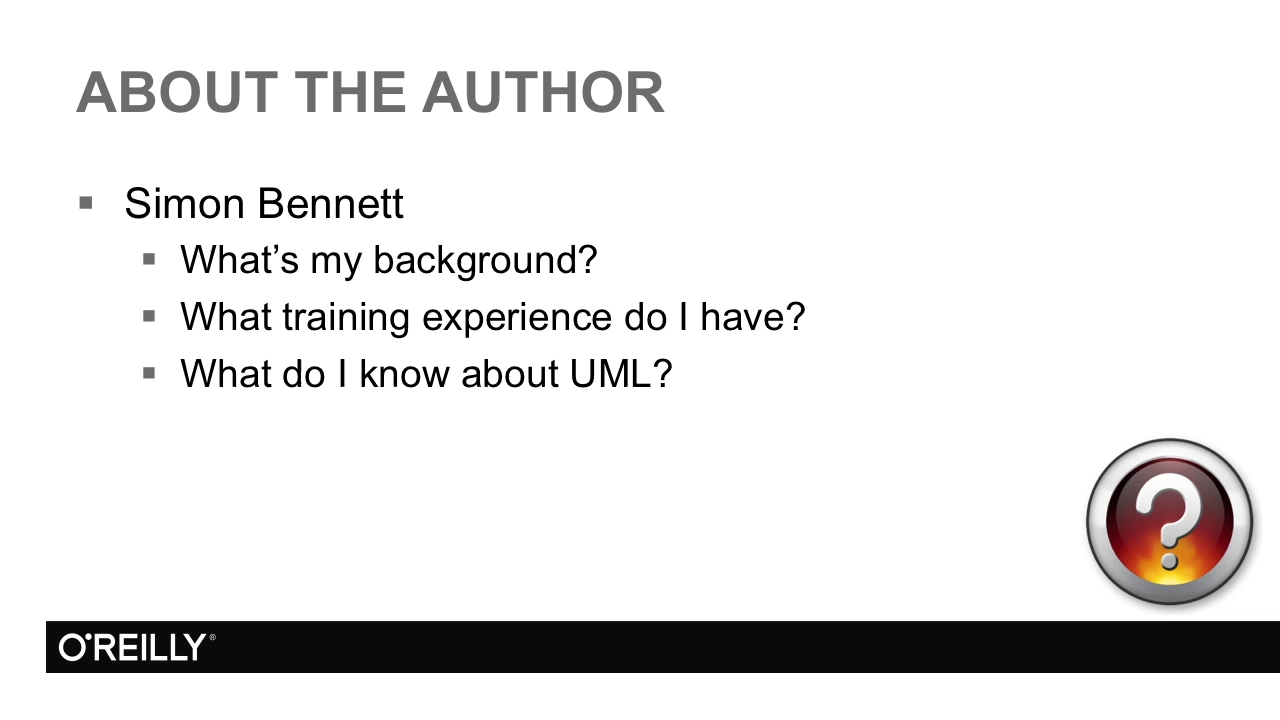 ABOUT THE AUTHOR
Simon Bennett
What’s my background?
What training experience do I have?
What do I know about UML?
?
O'REILLY®